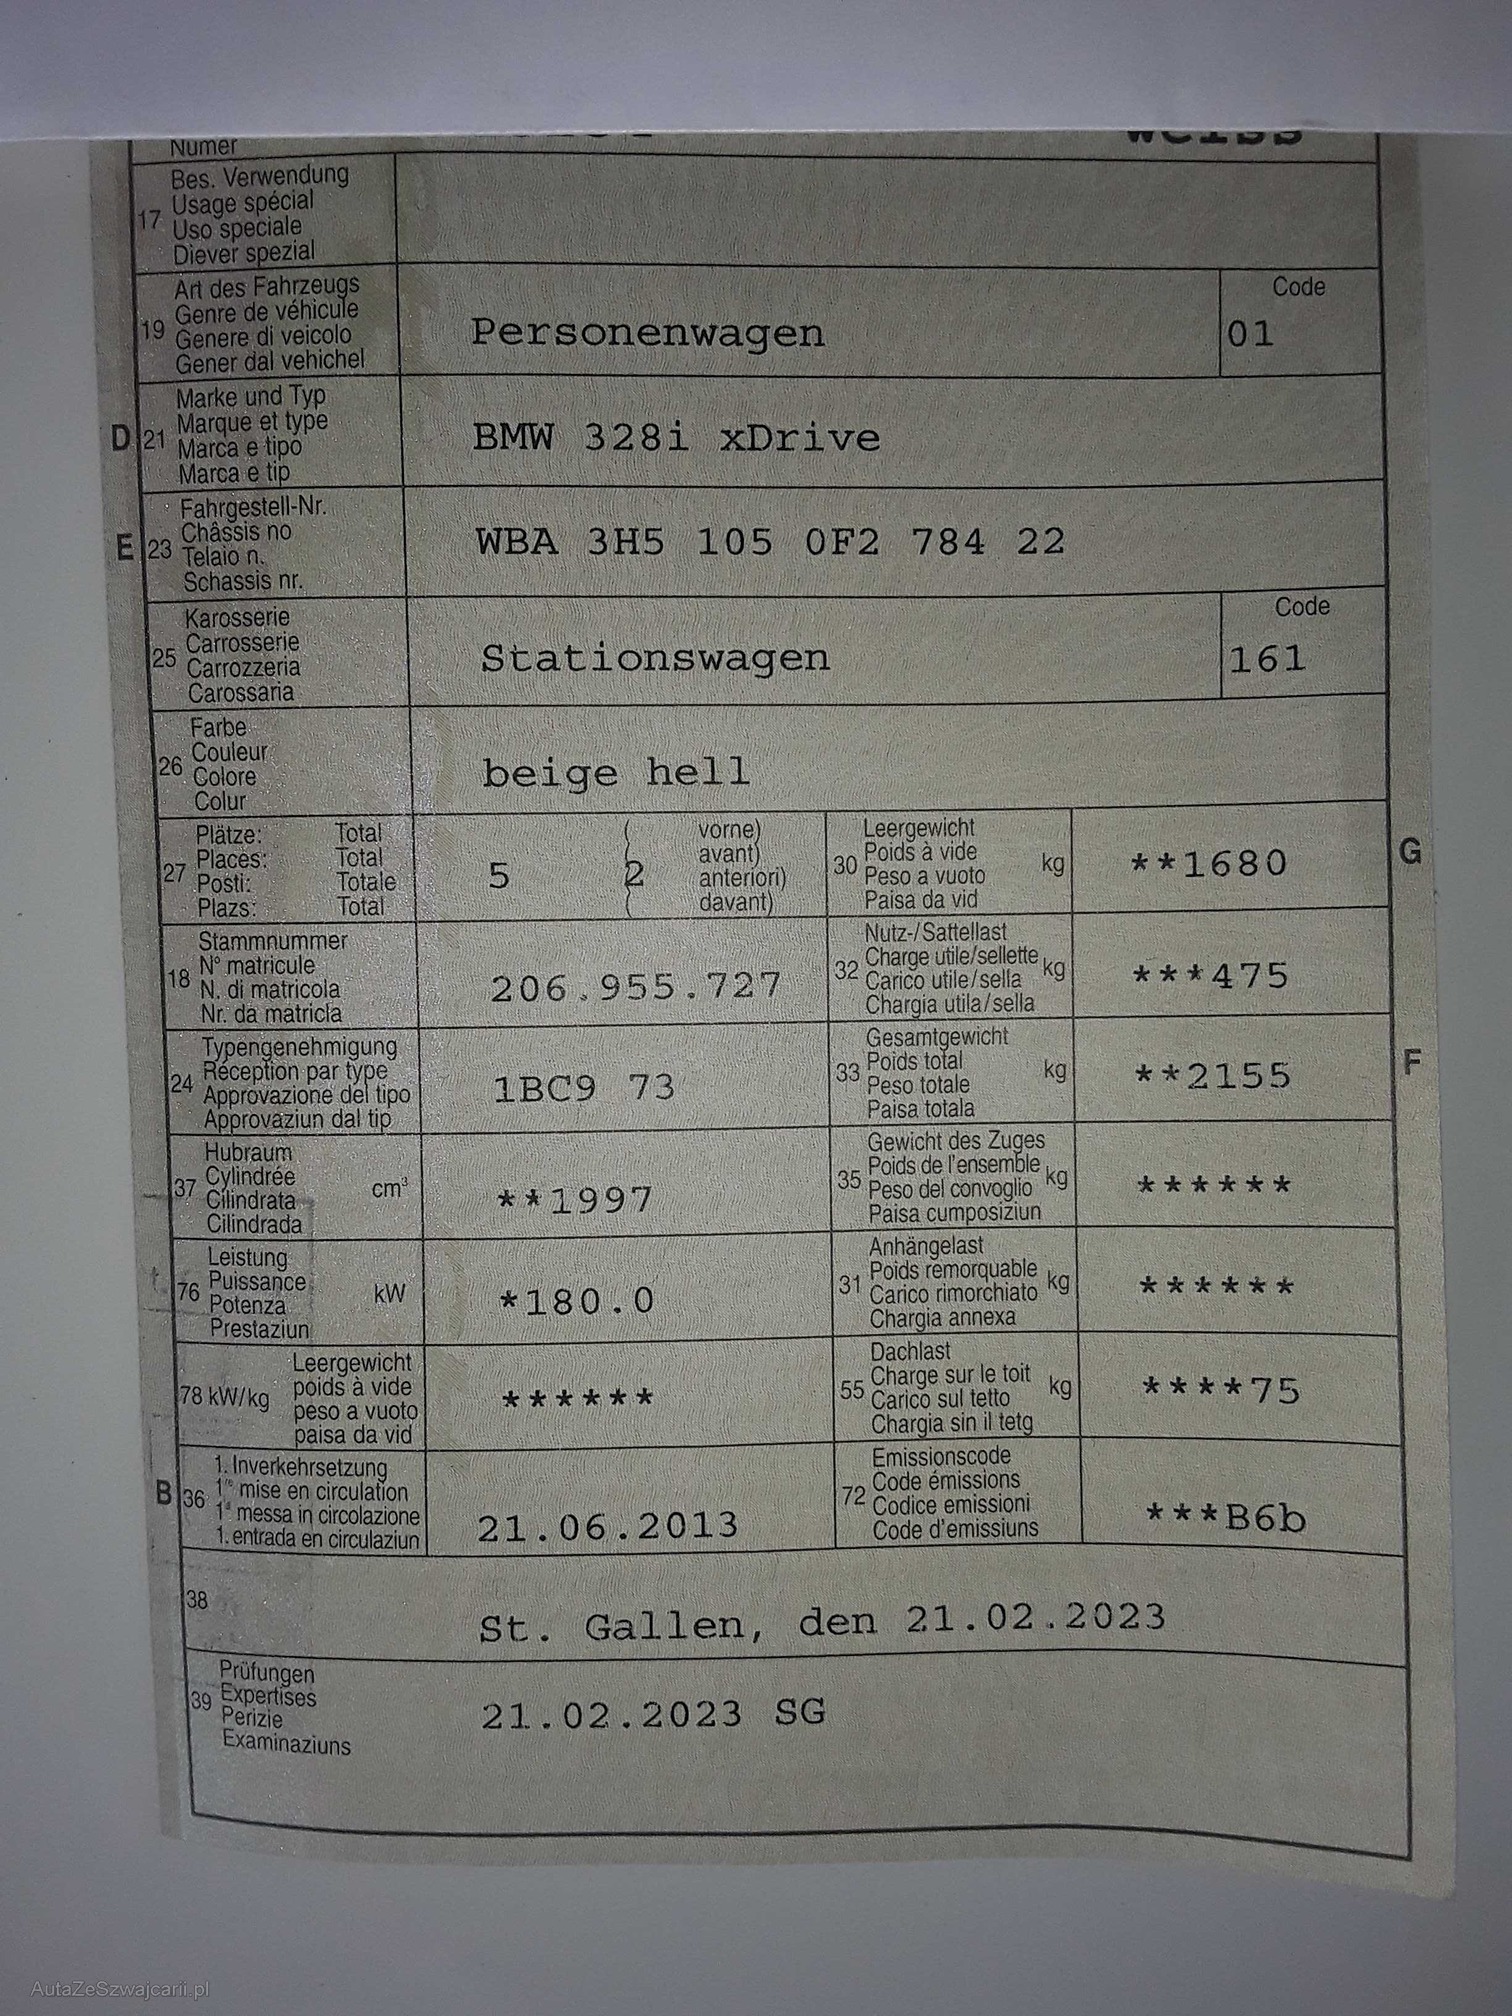 Numer
weiss
Bes. Verwendung
17 Usage spécial
Uso speciale
Diever spezial
Art des Fahrzeugs
Code
19 Genre de véhicule
Genere di veicolo
Personenwagen 01
Gener dal vehichel
Marke und Typ
D 21 Marque et type
Marca e tipo
BMW 328i xDrive
Marca e tip
Fahrgestell-Nr.
E 23 Châssis no
Telaio n.
WBA 3H5 105 0F2 784 22
Schassis nr.
Karosserie
Code
25 Carrosserie
Carrozzeria
Stationswagen 161
Carossaria
Farbe
26 Couleur
Colore
beige hell
Colur
Plätze: Total ( vorne)
27 Places: Total avant)
Posti: Totale 5 2 anteriori)
Plazs: Total ( davant)
Leergewicht
30 Poids à vide kg **1680 G
Peso a vuoto
Paisa da vid
Stammnummer
18 N° matricule
N. di matricola
206.955.727
Nr. da matricla
Nutz-/Sattellast
32 Charge utile/sellette kg ***475
Carico utile/sella
Chargia utila/sella
Typengenehmigung
24 Réception par type
Approvazione del tipo
1BC9 73
Approvaziun dal tip
Gesamtgewicht
33 Poids total kg **2155 F
Peso totale
Paisa totala
Hubraum
37 Cylindrée cm³
Cilindrata
**1997
Cilindrada
Gewicht des Zuges
35 Poids de l'ensemble kg ******
Peso del convoglio
Paisa cumposiziun
Leistung
76 Puissance kW
Potenza
*180.0
Prestaziun
Anhängelast
31 Poids remorquable kg ******
Carico rimorchiato
Chargia annexa
Leergewicht
78 kW/kg poids à vide ******
peso a vuoto
paisa da vid
Dachlast
55 Charge sur le toit kg ****75
Carico sul tetto
Chargia sin il tetg
1. Inverkehrsetzung
B 36 1re mise en circulation
1a messa in circolazione
21.06.2013
1. entrada en circulaziun
Emissionscode
72 Code émissions
Codice emissioni ***B6b
Code d'emissiuns
38
St. Gallen, den 21.02.2023
Prüfungen
39 Expertises
Perizie
21.02.2023 SG
Examinaziuns
AutaZeSzwajcarii.pl